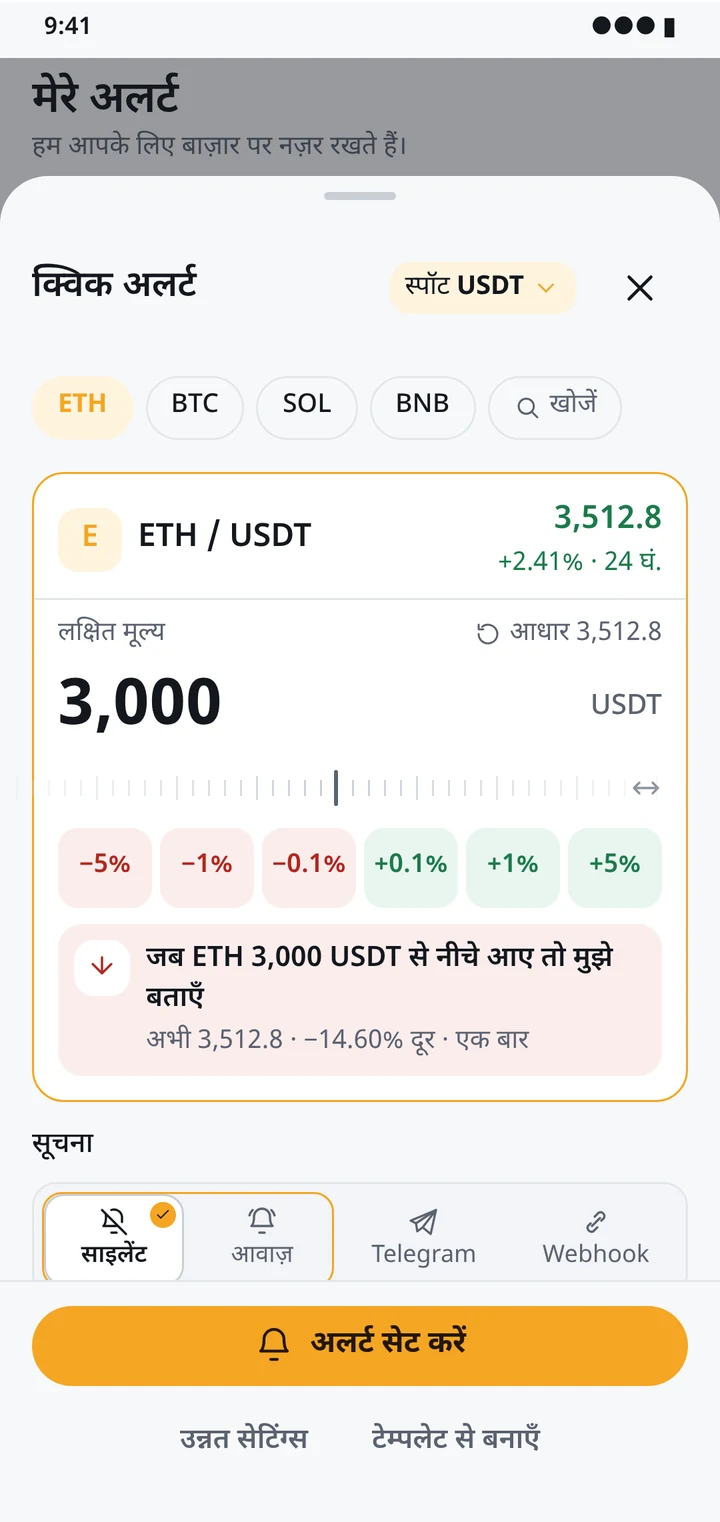 9:41
मेरे अलर्ट
हम आपके लिए बाज़ार पर नज़र रखते हैं।
क्विक अलर्ट
स्पॉट USDT
ETH
BTC
SOL
BNB
खोजें
E
ETH / USDT
3,512.8
+2.41% · 24 घं.
लक्षित मूल्य
आधार 3,512.8
3,000
USDT
−5%
−1%
−0.1%
+0.1%
+1%
+5%
जब ETH 3,000 USDT से नीचे आए तो मुझे
बताएँ
अभी 3,512.8 · −14.60% दूर · एक बार
सूचना
साइलेंट
आवाज़
Telegram
Webhook
अलर्ट सेट करें
उन्नत सेटिंग्स
टेम्पलेट से बनाएँ